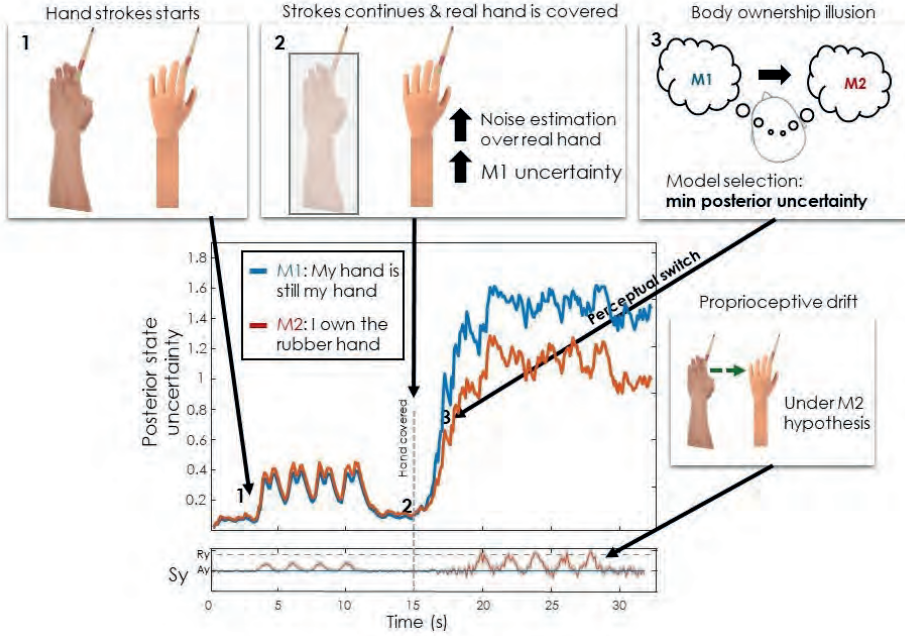 Hand strokes starts
1
Strokes continues & real hand is covered
2
Noise estimation
over real hand
M1 uncertainty
Body ownership illusion
3
M1
M2
Model selection:
min posterior uncertainty
Posterior state
uncertainty
1.8
1.6
1.4
1.2
1
0.8
0.6
0.4
0.2
M1: My hand is
still my hand
M2: I own the
rubber hand
Perceptual switch
Hand covered
1
2
3
Proprioceptive drift
Under M2
hypothesis
Sy
Ry
Ay
0 5 10 15 20 25 30
Time (s)